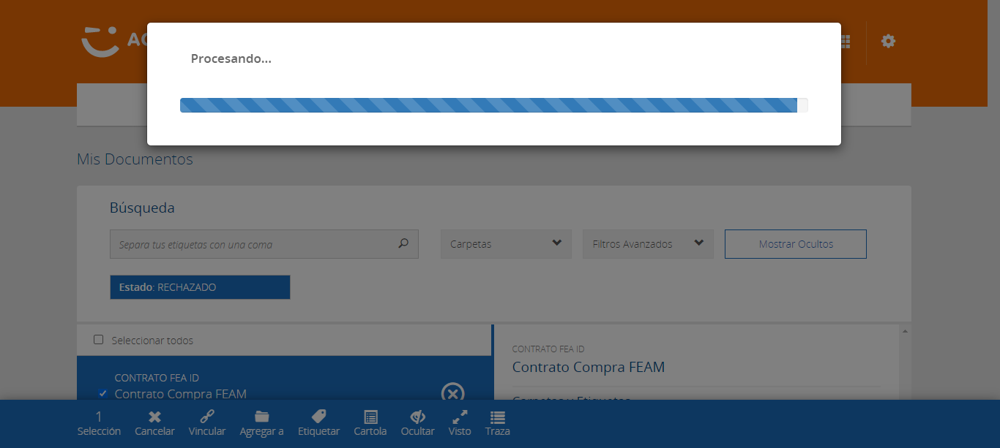 Procesando...
Mis Documentos
Búsqueda
Separa tus etiquetas con una coma
Carpetas
Filtros Avanzados
Mostrar Ocultos
Estado: RECHAZADO
Seleccionar todos
CONTRATO FEA ID
Contrato Compra FEAM
CONTRATO FEA ID
Contrato Compra FEAM
Carpetas y Etiquetas
1
Selección
Cancelar
Vincular
Agregar a
Etiquetar
Cartola
Ocultar
Visto
Traza